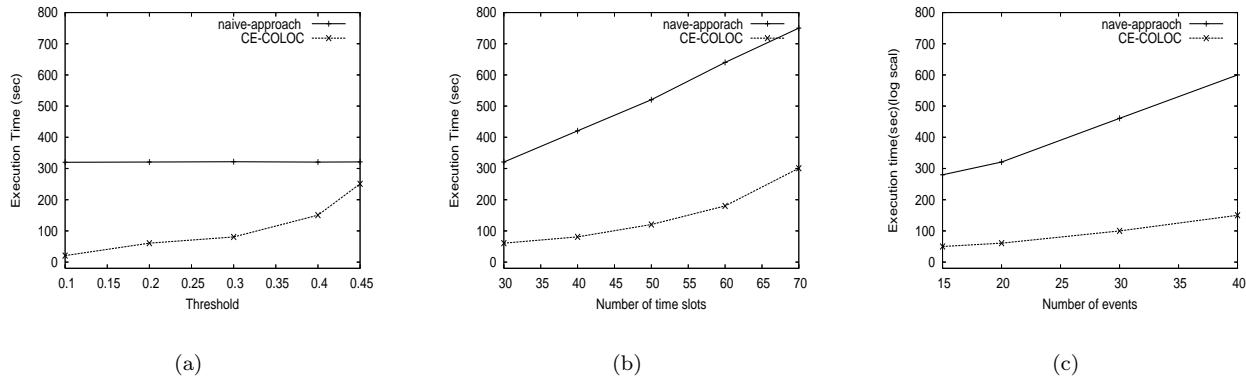 800
700
600
500
400
300
200
100
0
Execution Time (sec)
naive-approach
CE-COLOC
0.1 0.15 0.2 0.25 0.3 0.35 0.4 0.45
Threshold
(a)
800
700
600
500
400
300
200
100
0
Execution Time (sec)
nave-apporach
CE-COLOC
30 35 40 45 50 55 60 65 70
Number of time slots
(b)
800
700
600
500
400
300
200
100
0
Execution time(sec)(log scal)
nave-appraoch
CE-COLOC
15 20 25 30 35 40
Number of events
(c)